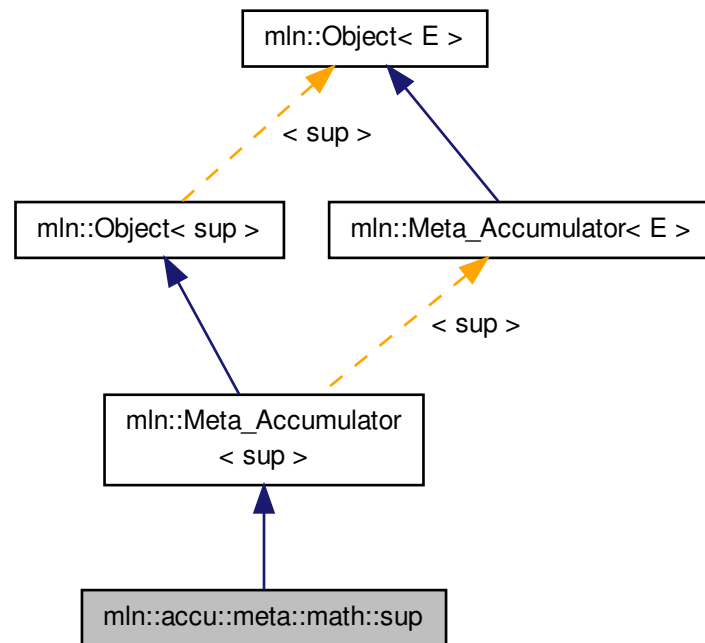 mln::Object< E >
< sup >
mln::Object< sup >
mln::Meta_Accumulator< E >
< sup >
mln::Meta_Accumulator
< sup >
mln::accu::meta::math::sup